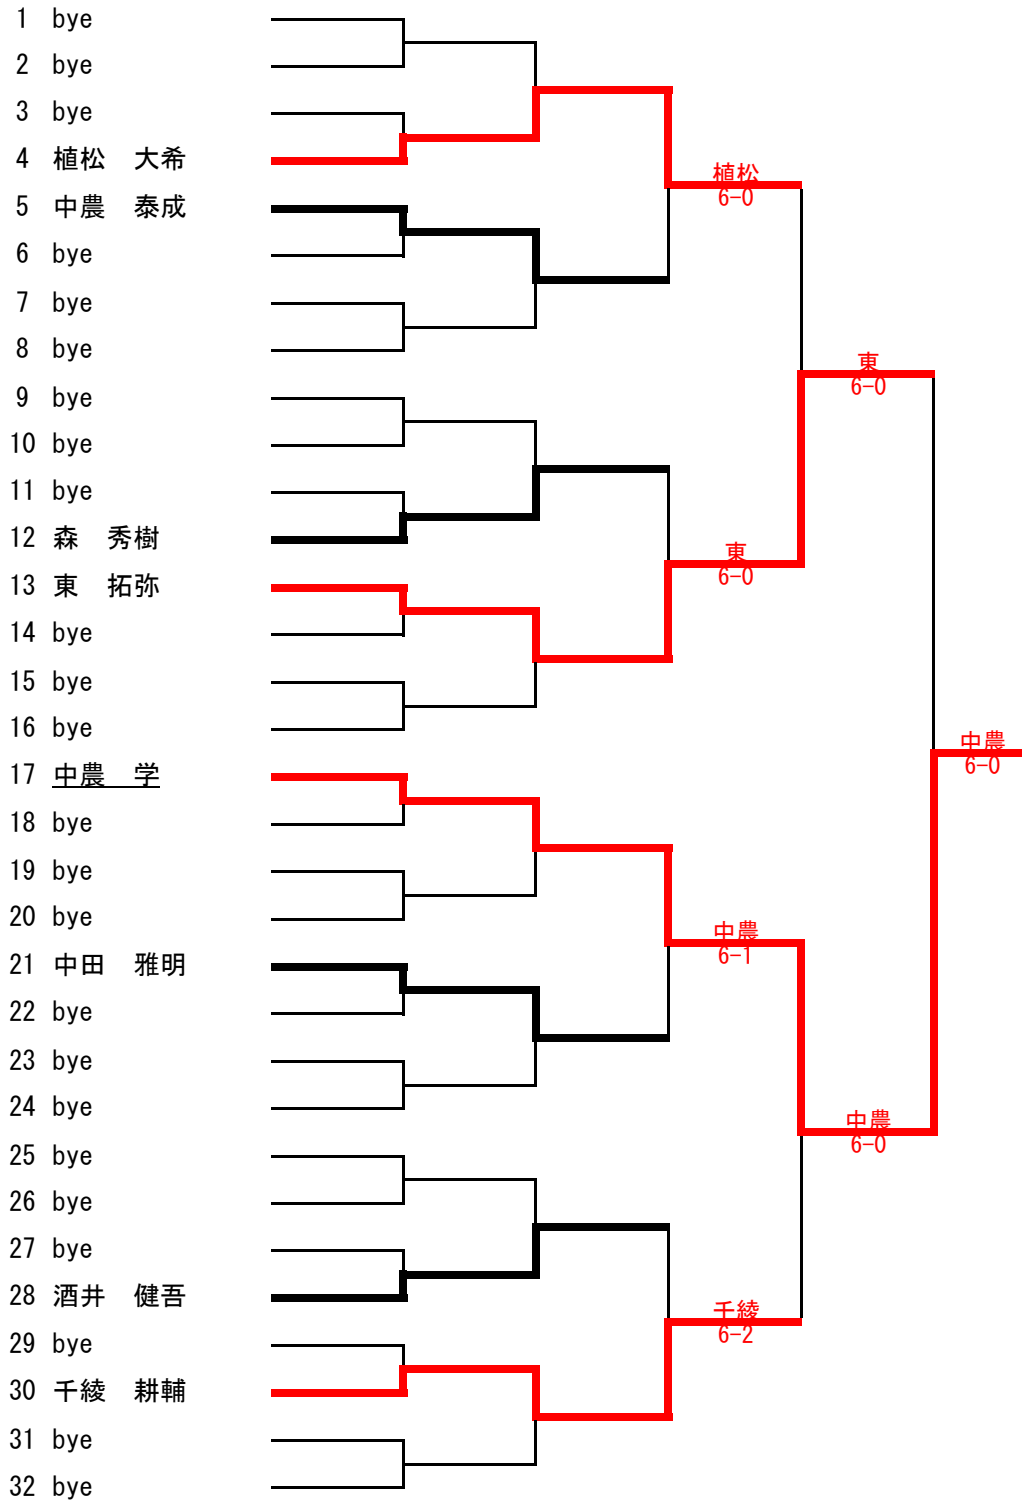 1 bye
2 bye
3 bye
4 植松 大希
5 中農 泰成
6 bye
7 bye
8 bye
9 bye
10 bye
11 bye
12 森 秀樹
13 東 拓弥
14 bye
15 bye
16 bye
17 中農 学
18 bye
19 bye
20 bye
21 中田 雅明
22 bye
23 bye
24 bye
25 bye
26 bye
27 bye
28 酒井 健吾
29 bye
30 千綾 耕輔
31 bye
32 bye
植松
6-0
東
6-0
中農
6-1
千綾
6-2
東
6-0
中農
6-0
中農
6-0